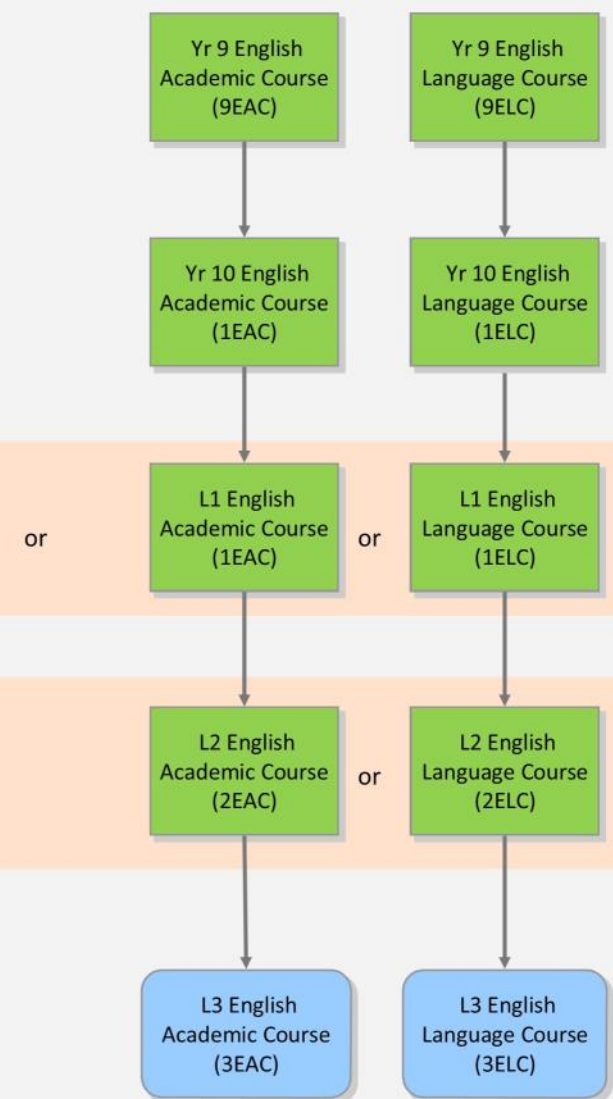 Yr 9 English
Academic Course
(9EAC)
Yr 9 English
Language Course
(9ELC)
Yr 10 English
Academic Course
(1EAC)
Yr 10 English
Language Course
(1ELC)
or
L1 English
Academic Course
(1EAC)
or
L1 English
Language Course
(1ELC)
L2 English
Academic Course
(2EAC)
or
L2 English
Language Course
(2ELC)
L3 English
Academic Course
(3EAC)
L3 English
Language Course
(3ELC)